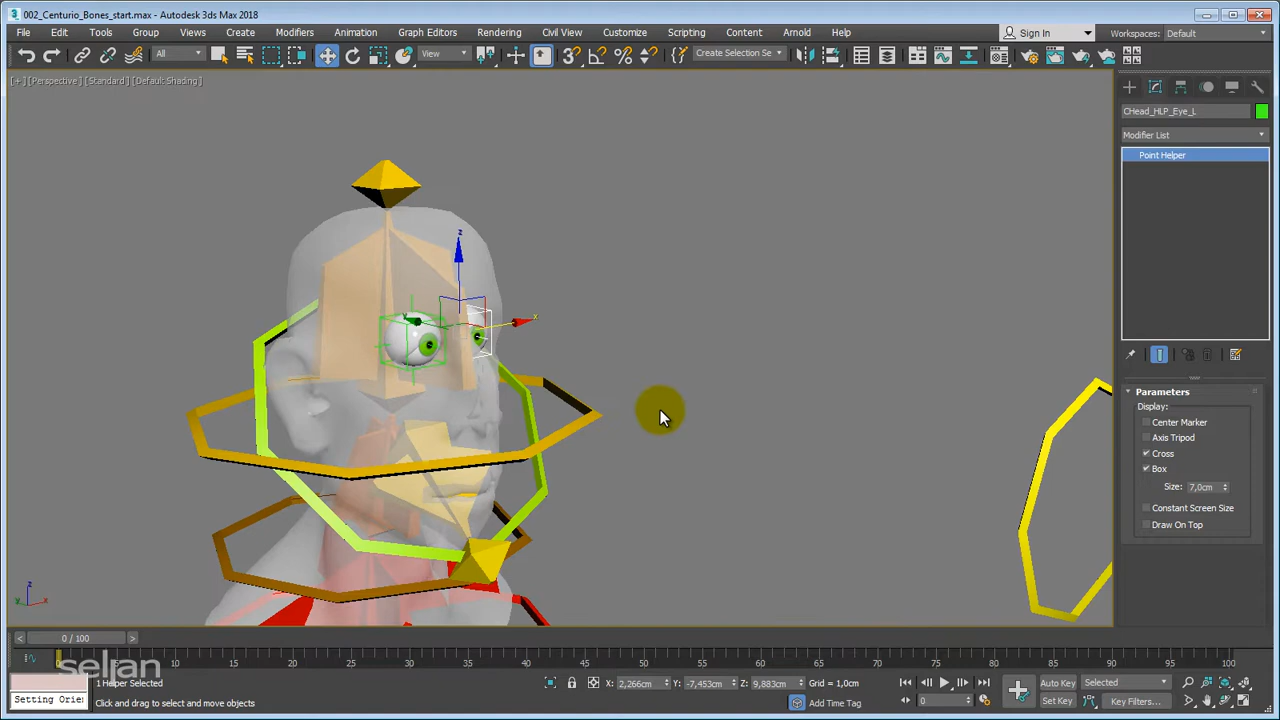 002_Centurio_Bones_start.max - Autodesk 3ds Max 2018
File Edit Tools Group Views Create Modifiers Animation Graph Editors Rendering Civil View Customize Scripting Content Arnold Help Sign In Workspaces: Default
All View Create Selection Se
[+] [Perspective] [Standard] [Default Shading]
CHead_HLP_Eye_L
Modifier List
Point Helper
z
x
Parameters
Display:
Center Marker
Axis Tripod
Cross
Box
Size: 7,0cm
Constant Screen Size
Draw On Top
z
x
0 / 100
10 15 20 25 30 35 40 45 50 55 60 65 70 75 80 85 90 95 100
seljan
1 Helper Selected X: 2,266cm Y: -7,453cm Z: 9,883cm Grid = 1,0cm Auto Key Selected
Setting Orie Click and drag to select and move objects Add Time Tag 0 Set Key Key Filters...